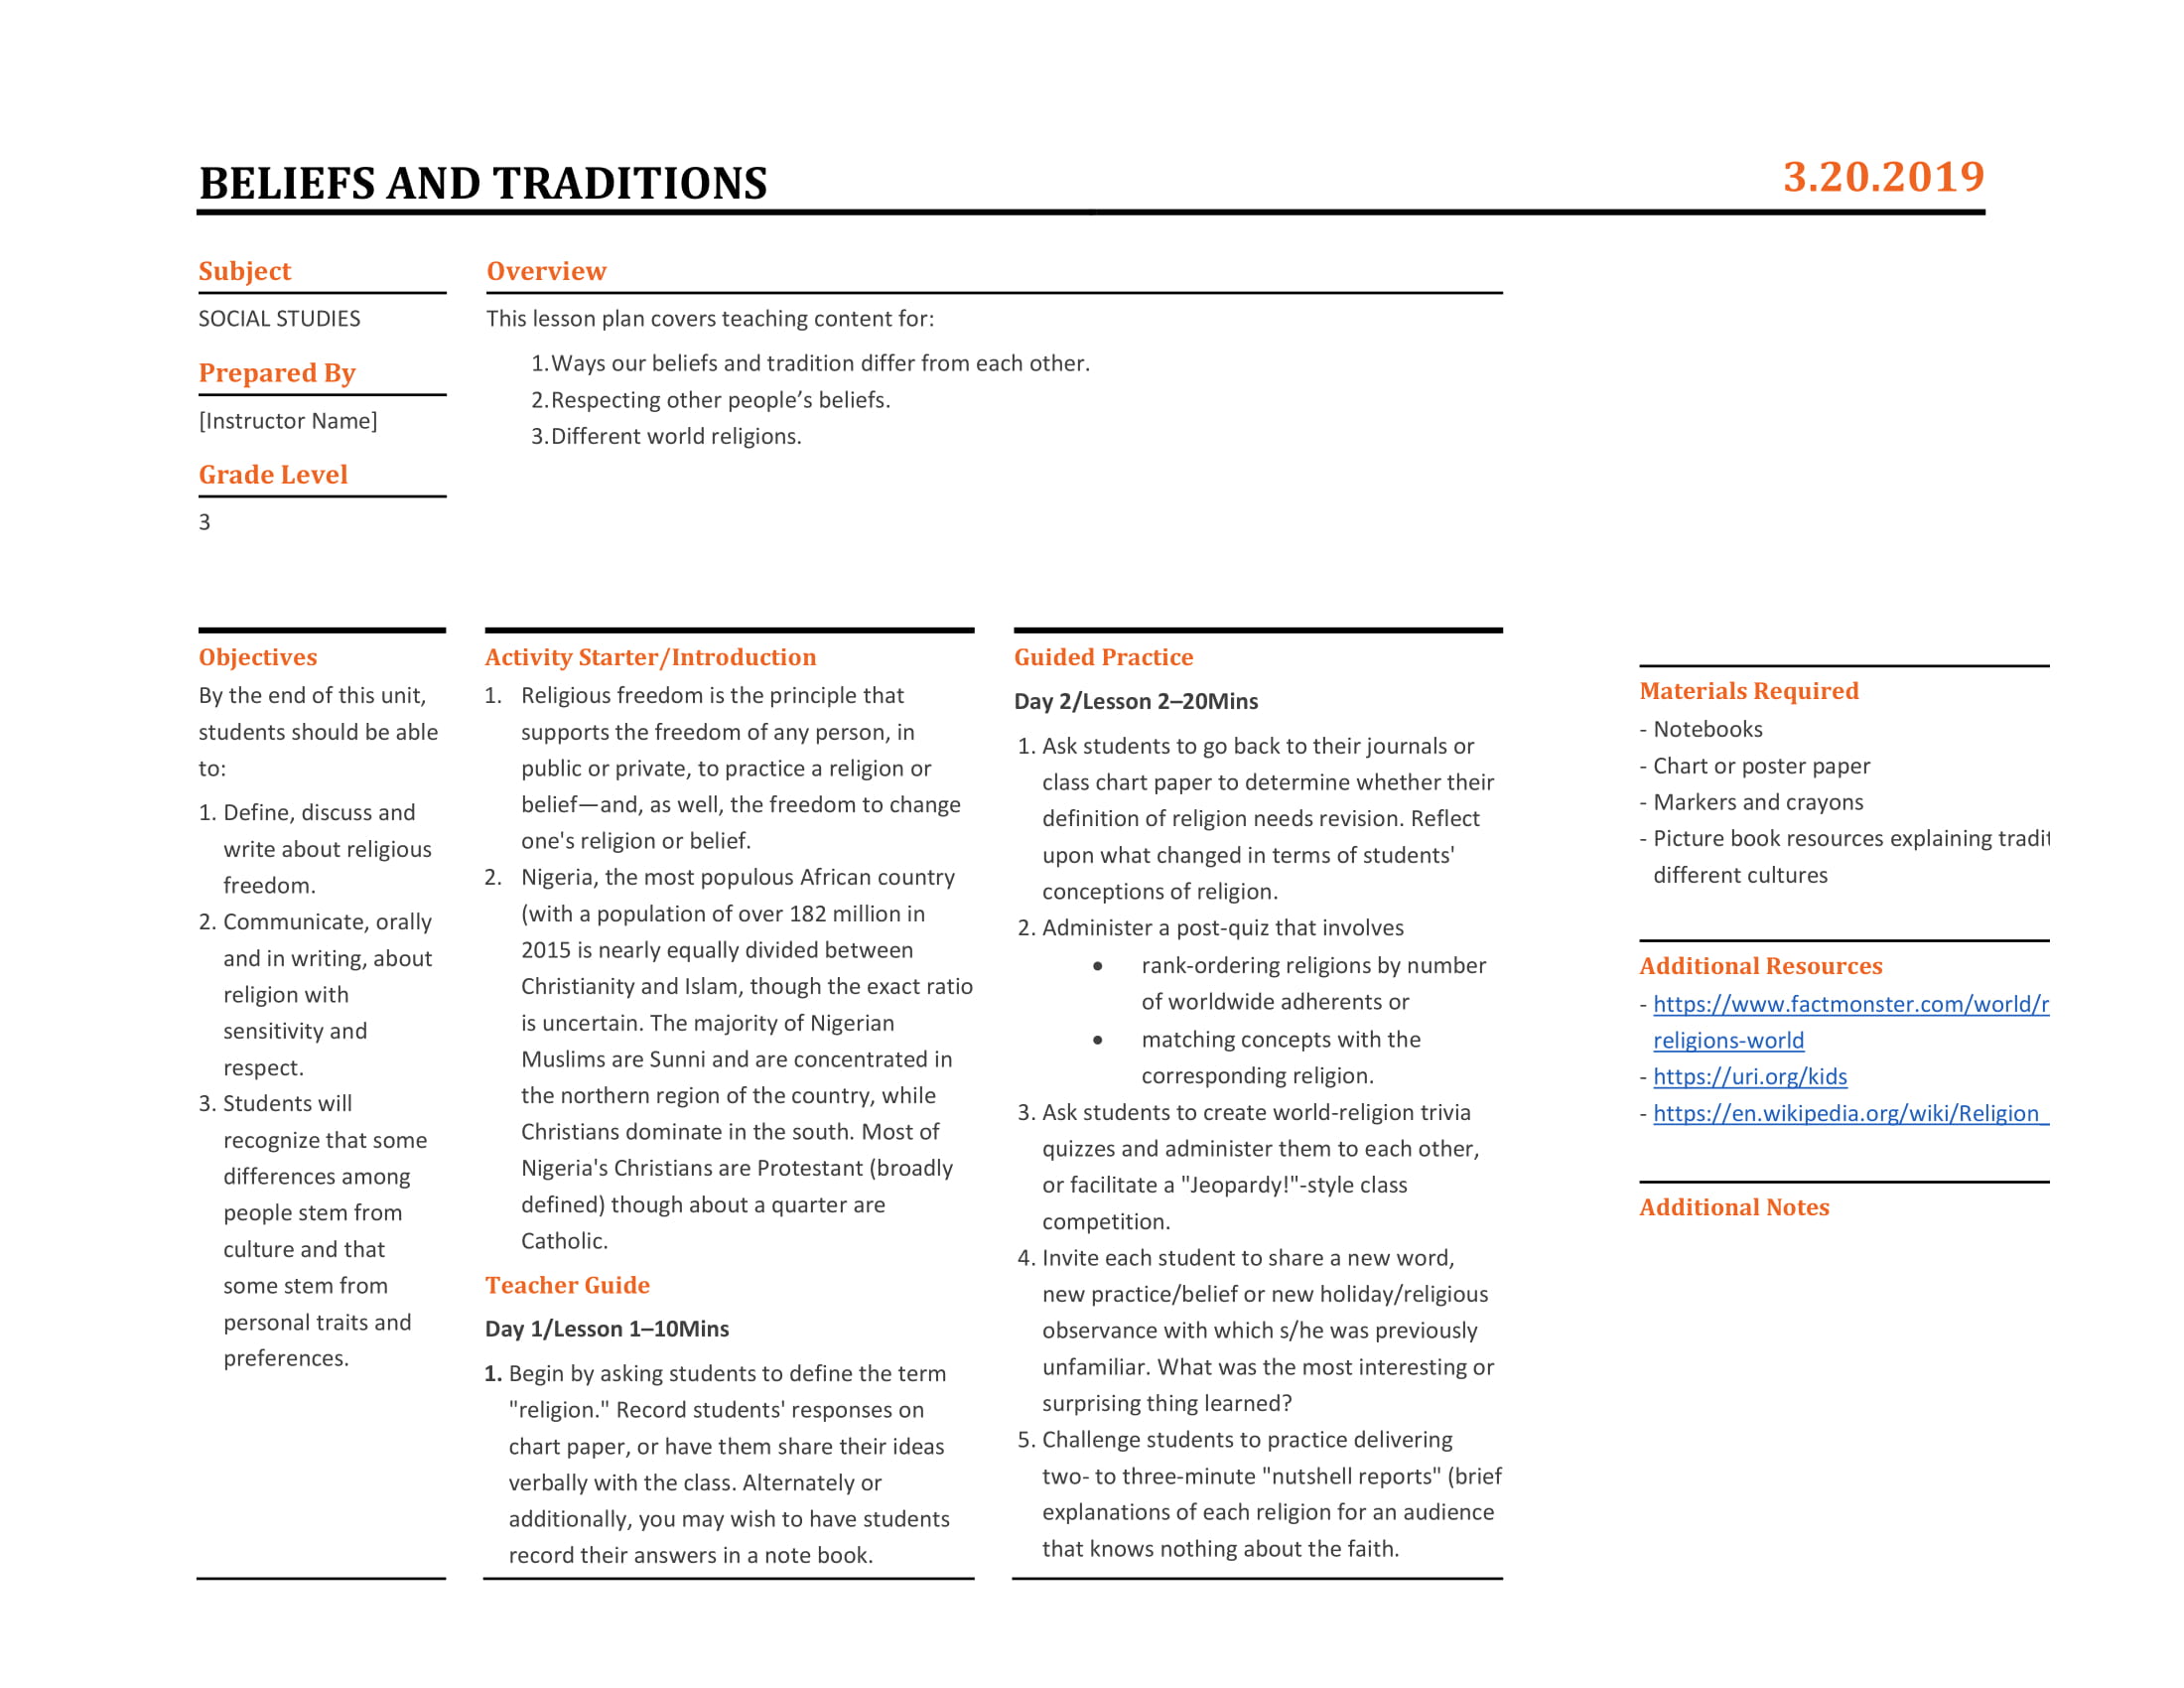 BELIEFS AND TRADITIONS
3.20.2019
Subject
SOCIAL STUDIES
Prepared By
[Instructor Name]
Grade Level
3
Overview
This lesson plan covers teaching content for:
1.Ways our beliefs and tradition differ from each other.
2.Respecting other people’s beliefs.
3.Different world religions.
Objectives
By the end of this unit,
students should be able
to:
1. Define, discuss and
write about religious
freedom.
2. Communicate, orally
and in writing, about
religion with
sensitivity and
respect.
3. Students will
recognize that some
differences among
people stem from
culture and that
some stem from
personal traits and
preferences.
Activity Starter/Introduction
1. Religious freedom is the principle that
supports the freedom of any person, in
public or private, to practice a religion or
belief—and, as well, the freedom to change
one's religion or belief.
2. Nigeria, the most populous African country
(with a population of over 182 million in
2015 is nearly equally divided between
Christianity and Islam, though the exact ratio
is uncertain. The majority of Nigerian
Muslims are Sunni and are concentrated in
the northern region of the country, while
Christians dominate in the south. Most of
Nigeria's Christians are Protestant (broadly
defined) though about a quarter are
Catholic.
Teacher Guide
Day 1/Lesson 1–10Mins
1. Begin by asking students to define the term
"religion." Record students' responses on
chart paper, or have them share their ideas
verbally with the class. Alternately or
additionally, you may wish to have students
record their answers in a note book.
Guided Practice
Day 2/Lesson 2–20Mins
1. Ask students to go back to their journals or
class chart paper to determine whether their
definition of religion needs revision. Reflect
upon what changed in terms of students'
conceptions of religion.
2. Administer a post-quiz that involves
• rank-ordering religions by number
of worldwide adherents or
• matching concepts with the
corresponding religion.
3. Ask students to create world-religion trivia
quizzes and administer them to each other,
or facilitate a "Jeopardy!"-style class
competition.
4. Invite each student to share a new word,
new practice/belief or new holiday/religious
observance with which s/he was previously
unfamiliar. What was the most interesting or
surprising thing learned?
5. Challenge students to practice delivering
two- to three-minute "nutshell reports" (brief
explanations of each religion for an audience
that knows nothing about the faith.
Materials Required
- Notebooks
- Chart or poster paper
- Markers and crayons
- Picture book resources explaining tradit
different cultures
Additional Resources
- https://www.factmonster.com/world/r
religions-world
- https://uri.org/kids
- https://en.wikipedia.org/wiki/Religion_
Additional Notes